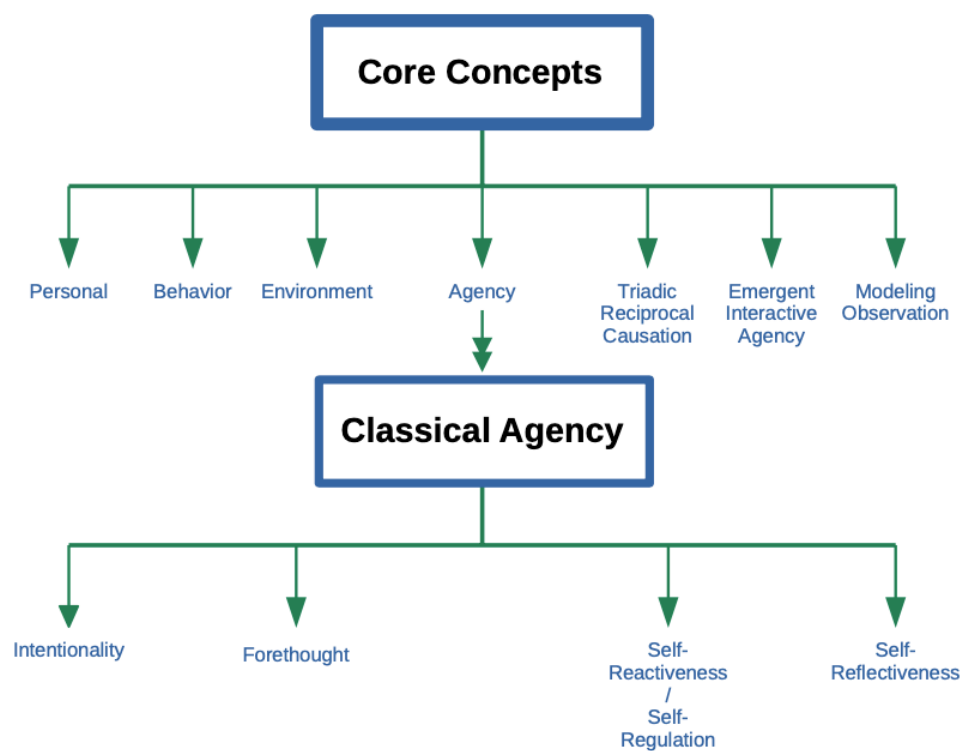 Core Concepts
Personal
Behavior
Environment
Agency
Triadic
Reciprocal
Causation
Emergent
Interactive
Agency
Modeling
Observation
Classical Agency
Intentionality
Forethought
Self-
Reactiveness
/
Self-
Regulation
Self-
Reflectiveness